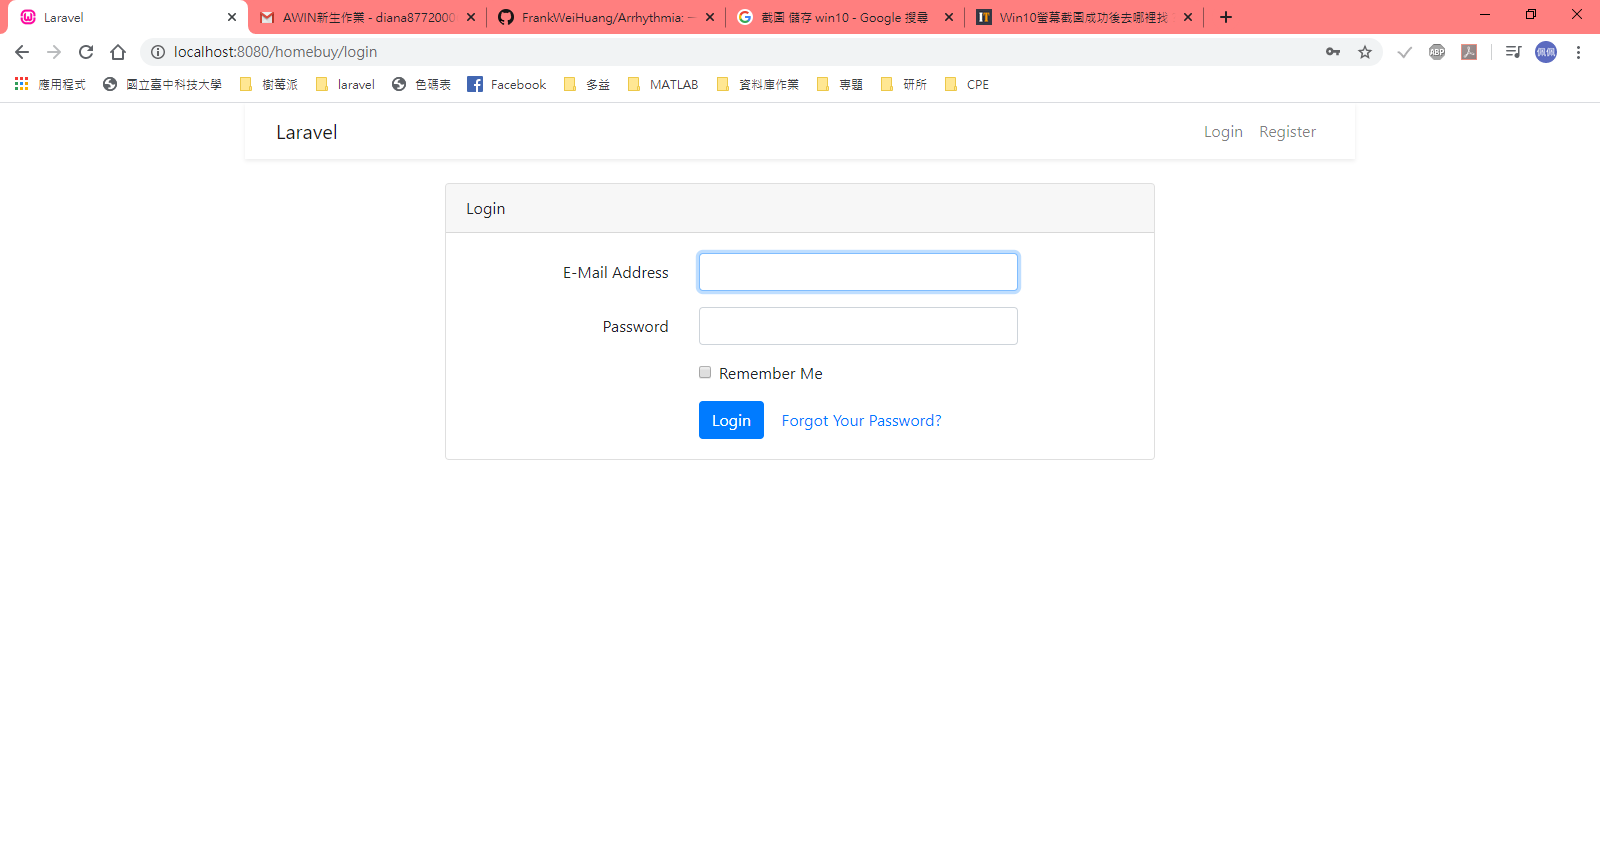 Laravel
AWIN新生作業 - diana8772000
FrankWeiHuang/Arrhythmia: 一
截圖 儲存 win10 - Google 搜尋
Win10螢幕截圖成功後去哪裡找
localhost:8080/homebuy/login
ABP
佩佩
應用程式
國立臺中科技大學
樹莓派
laravel
色碼表
Facebook
多益
MATLAB
資料庫作業
專題
研所
CPE
Laravel
Login
Register
Login
E-Mail Address
Password
Remember Me
Login
Forgot Your Password?